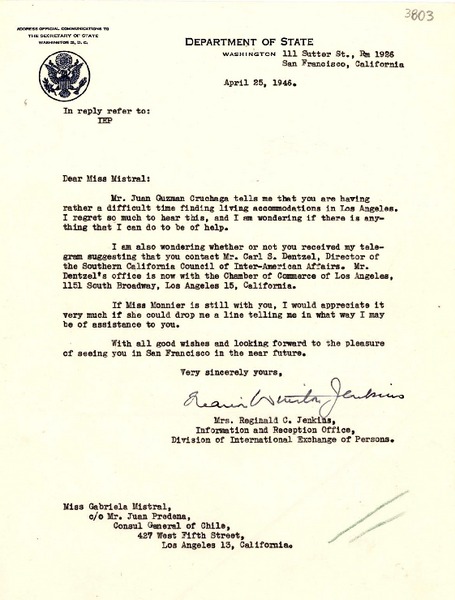 3803
ADDRESS OFFICIAL COMMUNICATIONS TO
THE SECRETARY OF STATE
WASHINGTON 25, D. C.
DEPARTMENT OF STATE
WASHINGTON 111 Sutter St., Rm 1926
San Francisco, California
April 25, 1946.
In reply refer to:
IEP
Dear Miss Mistral:
Mr. Juan Guzman Cruchaga tells me that you are having
rather a difficult time finding living accommodations in Los Angeles.
I regret so much to hear this, and I am wondering if there is any-
thing that I can do to be of help.
I am also wondering whether or not you received my tele-
gram suggesting that you contact Mr. Carl S. Dentzel, Director of
the Southern California Council of Inter-American Affairs. Mr.
Dentzel's office is now with the Chamber of Commerce of Los Angeles,
1151 South Broadway, Los Angeles 15, California.
If Miss Monnier is still with you, I would appreciate it
very much if she could drop me a line telling me in what way I may
be of assistance to you.
With all good wishes and looking forward to the pleasure
of seeing you in San Francisco in the near future.
Very sincerely yours,
Jenkins
Mrs. Reginald C. Jenkins,
Information and Reception Office,
Division of International Exchange of Persons.
Miss Gabriela Mistral,
c/o Mr. Juan Predena,
Consul General of Chile,
427 West Fifth Street,
Los Angeles 13, California.